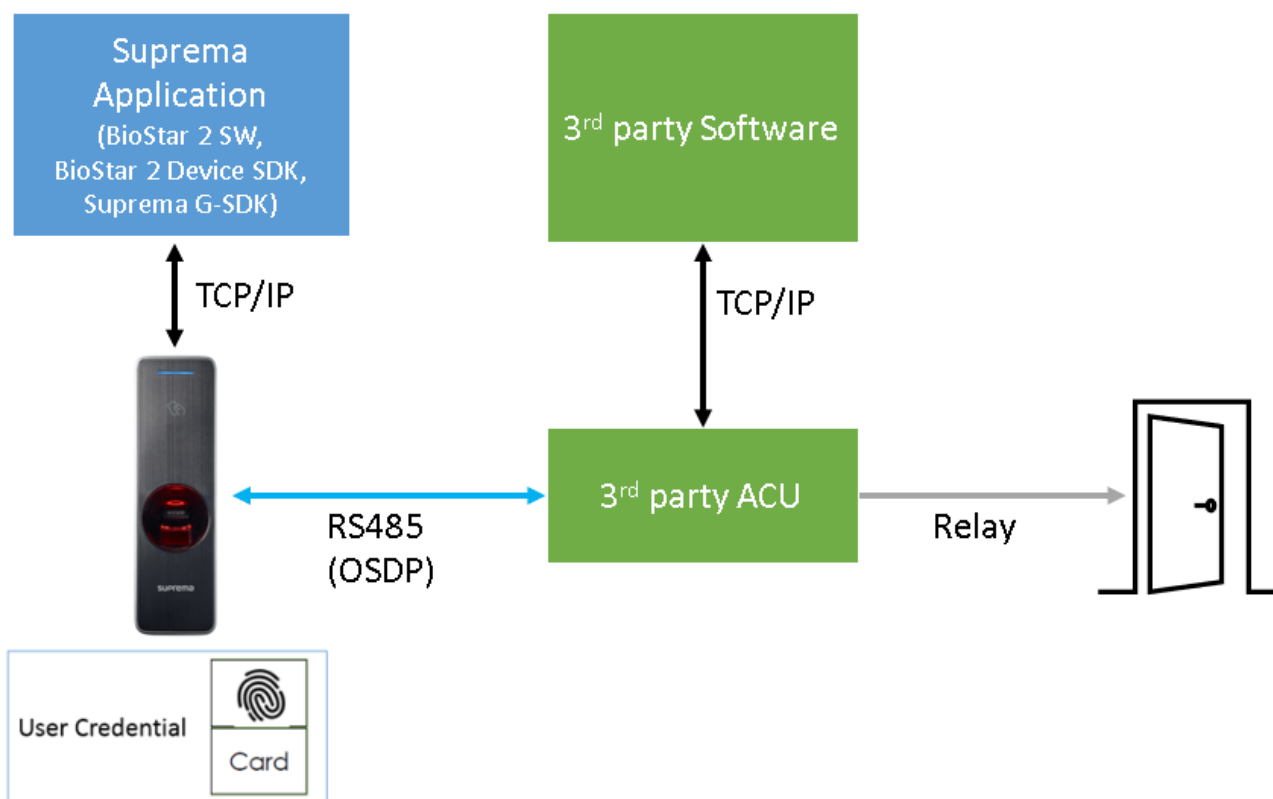 Suprema
Application
(BioStar 2 SW,
BioStar 2 Device SDK,
Suprema G-SDK)
3rd party Software
TCP/IP
TCP/IP
3rd party ACU
RS485
(OSDP)
Relay
suprema
User Credential
Card